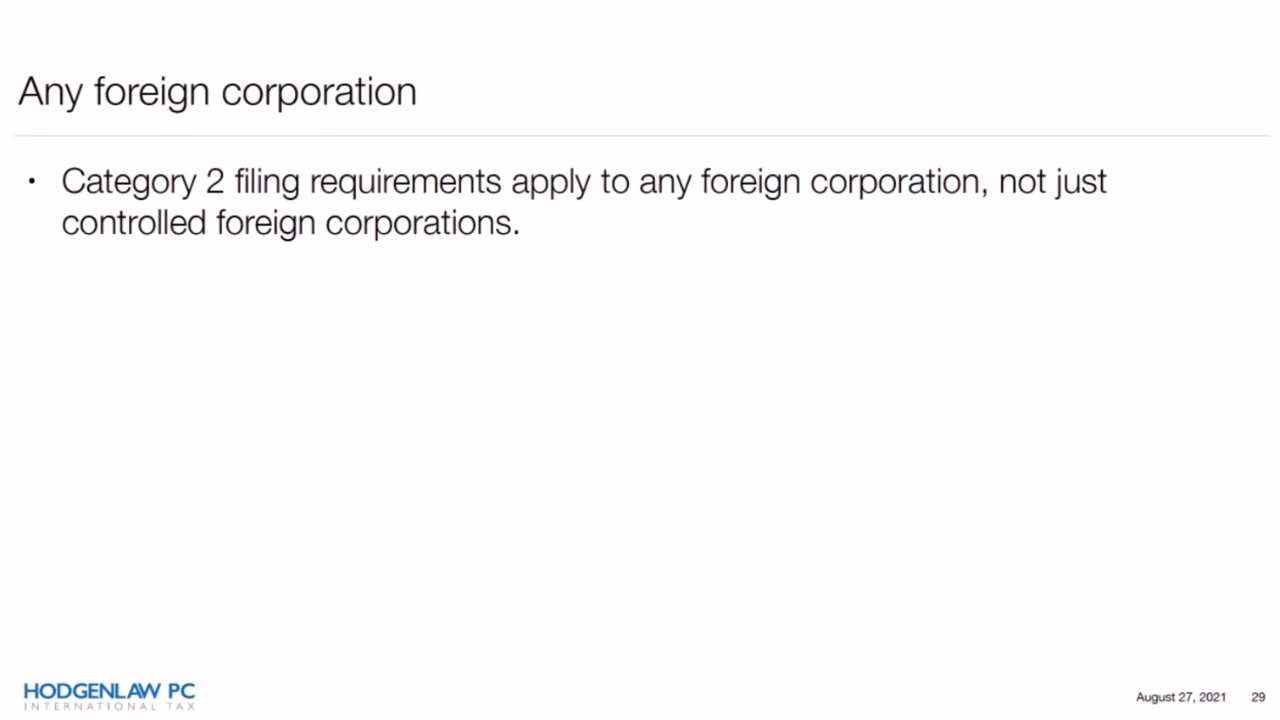 Any foreign corporation
• Category 2 filing requirements apply to any foreign corporation, not just
controlled foreign corporations.
HODGENLAW PC
INTERNATIONAL TAX
August 27, 2021 29